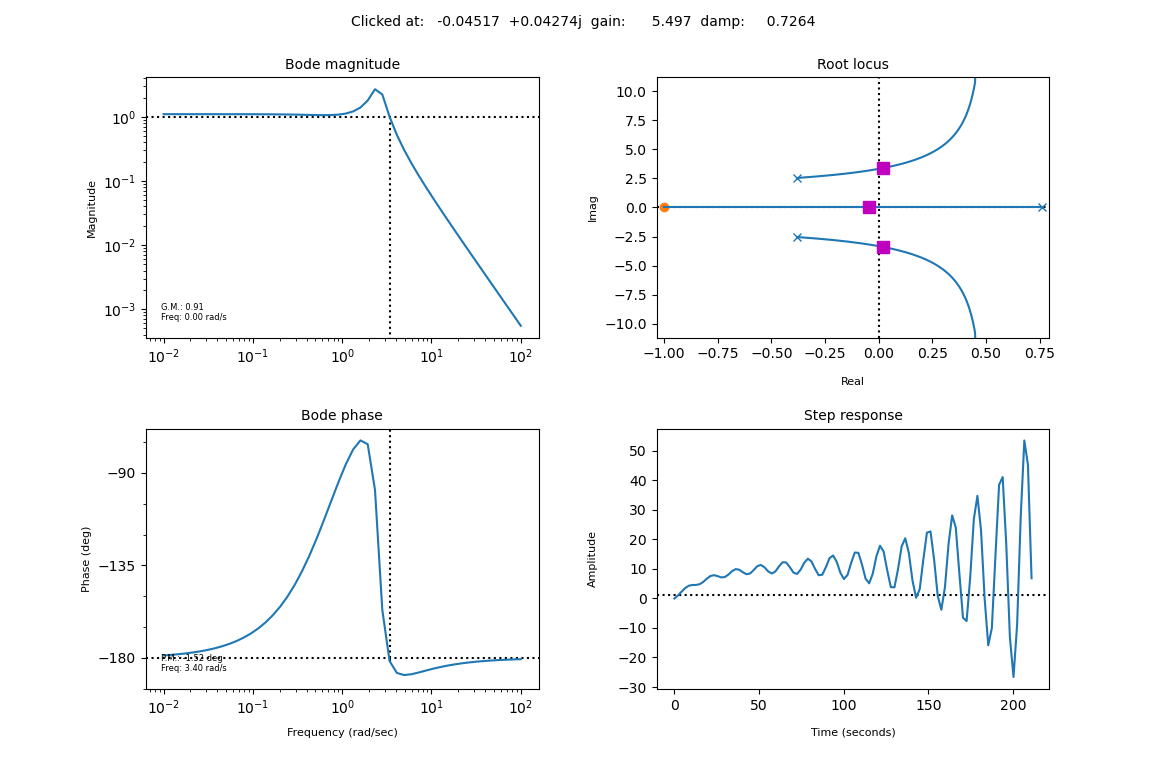 Clicked at:   -0.04517  +0.04274j  gain:      5.497  damp:     0.7264
Bode magnitude
Magnitude
10^0
10^-1
10^-2
10^-3
G.M.: 0.91
Freq: 0.00 rad/s
10^-2 10^-1 10^0 10^1 10^2
Root locus
Imag
10.0
7.5
5.0
2.5
0.0
−2.5
−5.0
−7.5
−10.0
−1.00 −0.75 −0.50 −0.25 0.00 0.25 0.50 0.75
Real
Bode phase
Phase (deg)
−90
−135
−180
P.M.: -1.52 deg
Freq: 3.40 rad/s
10^-2 10^-1 10^0 10^1 10^2
Frequency (rad/sec)
Step response
Amplitude
50
40
30
20
10
0
−10
−20
−30
0 50 100 150 200
Time (seconds)